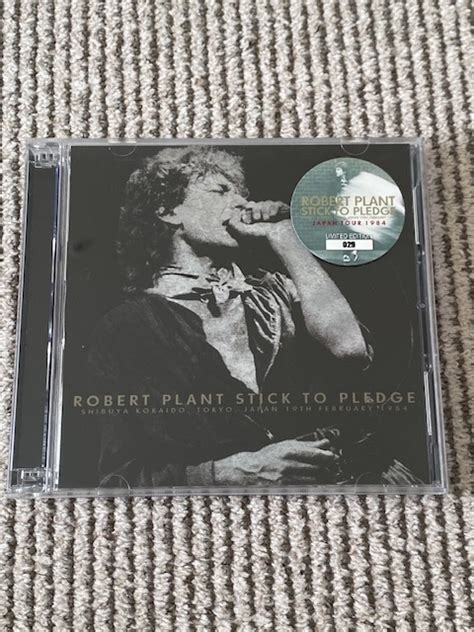 ROBERT PLANT
STICK TO PLEDGE
JAPAN TOUR 1984
LIMITED EDITION
029
ROBERT PLANT STICK TO PLEDGE
SHIBUYA KOKAIDO, TOKYO, JAPAN 19TH FEBRUARY 1984